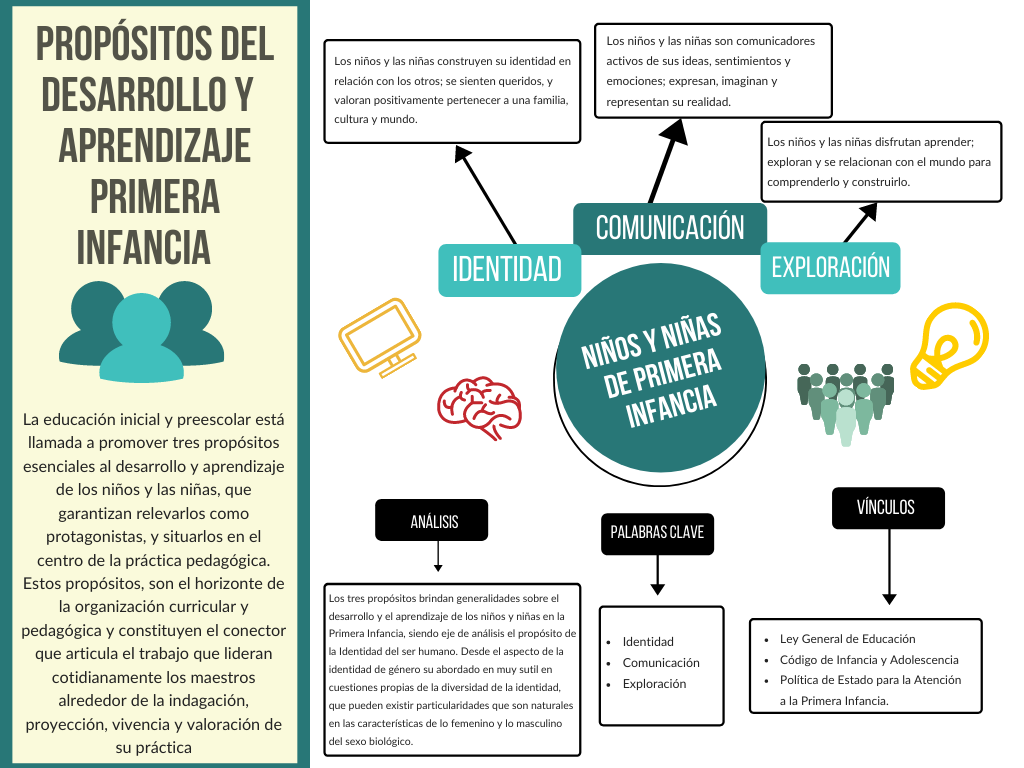 PROPÓSITOS DEL
DESARROLLO Y
APRENDIZAJE
PRIMERA
INFANCIA
La educación inicial y preescolar está
llamada a promover tres propósitos
esenciales al desarrollo y aprendizaje
de los niños y las niñas, que
garantizan relevarlos como
protagonistas, y situarlos en el
centro de la práctica pedagógica.
Estos propósitos, son el horizonte de
la organización curricular y
pedagógica y constituyen el conector
que articula el trabajo que lideran
cotidianamente los maestros
alrededor de la indagación,
proyección, vivencia y valoración de
su práctica
Los niños y las niñas construyen su identidad en
relación con los otros; se sienten queridos, y
valoran positivamente pertenecer a una familia,
cultura y mundo.
Los niños y las niñas son comunicadores
activos de sus ideas, sentimientos y
emociones; expresan, imaginan y
representan su realidad.
Los niños y las niñas disfrutan aprender;
exploran y se relacionan con el mundo para
comprenderlo y construirlo.
IDENTIDAD
COMUNICACIÓN
EXPLORACIÓN
NIÑOS Y NIÑAS
DE PRIMERA
INFANCIA
ANÁLISIS
Los tres propósitos brindan generalidades sobre el
desarrollo y el aprendizaje de los niños y niñas en la
Primera Infancia, siendo eje de análisis el propósito de
la Identidad del ser humano. Desde el aspecto de la
identidad de género su abordado en muy sutil en
cuestiones propias de la diversidad de la identidad,
que pueden existir particularidades que son naturales
en las características de lo femenino y lo masculino
del sexo biológico.
PALABRAS CLAVE
• Identidad
• Comunicación
• Exploración
VÍNCULOS
• Ley General de Educación
• Código de Infancia y Adolescencia
• Política de Estado para la Atención
a la Primera Infancia.